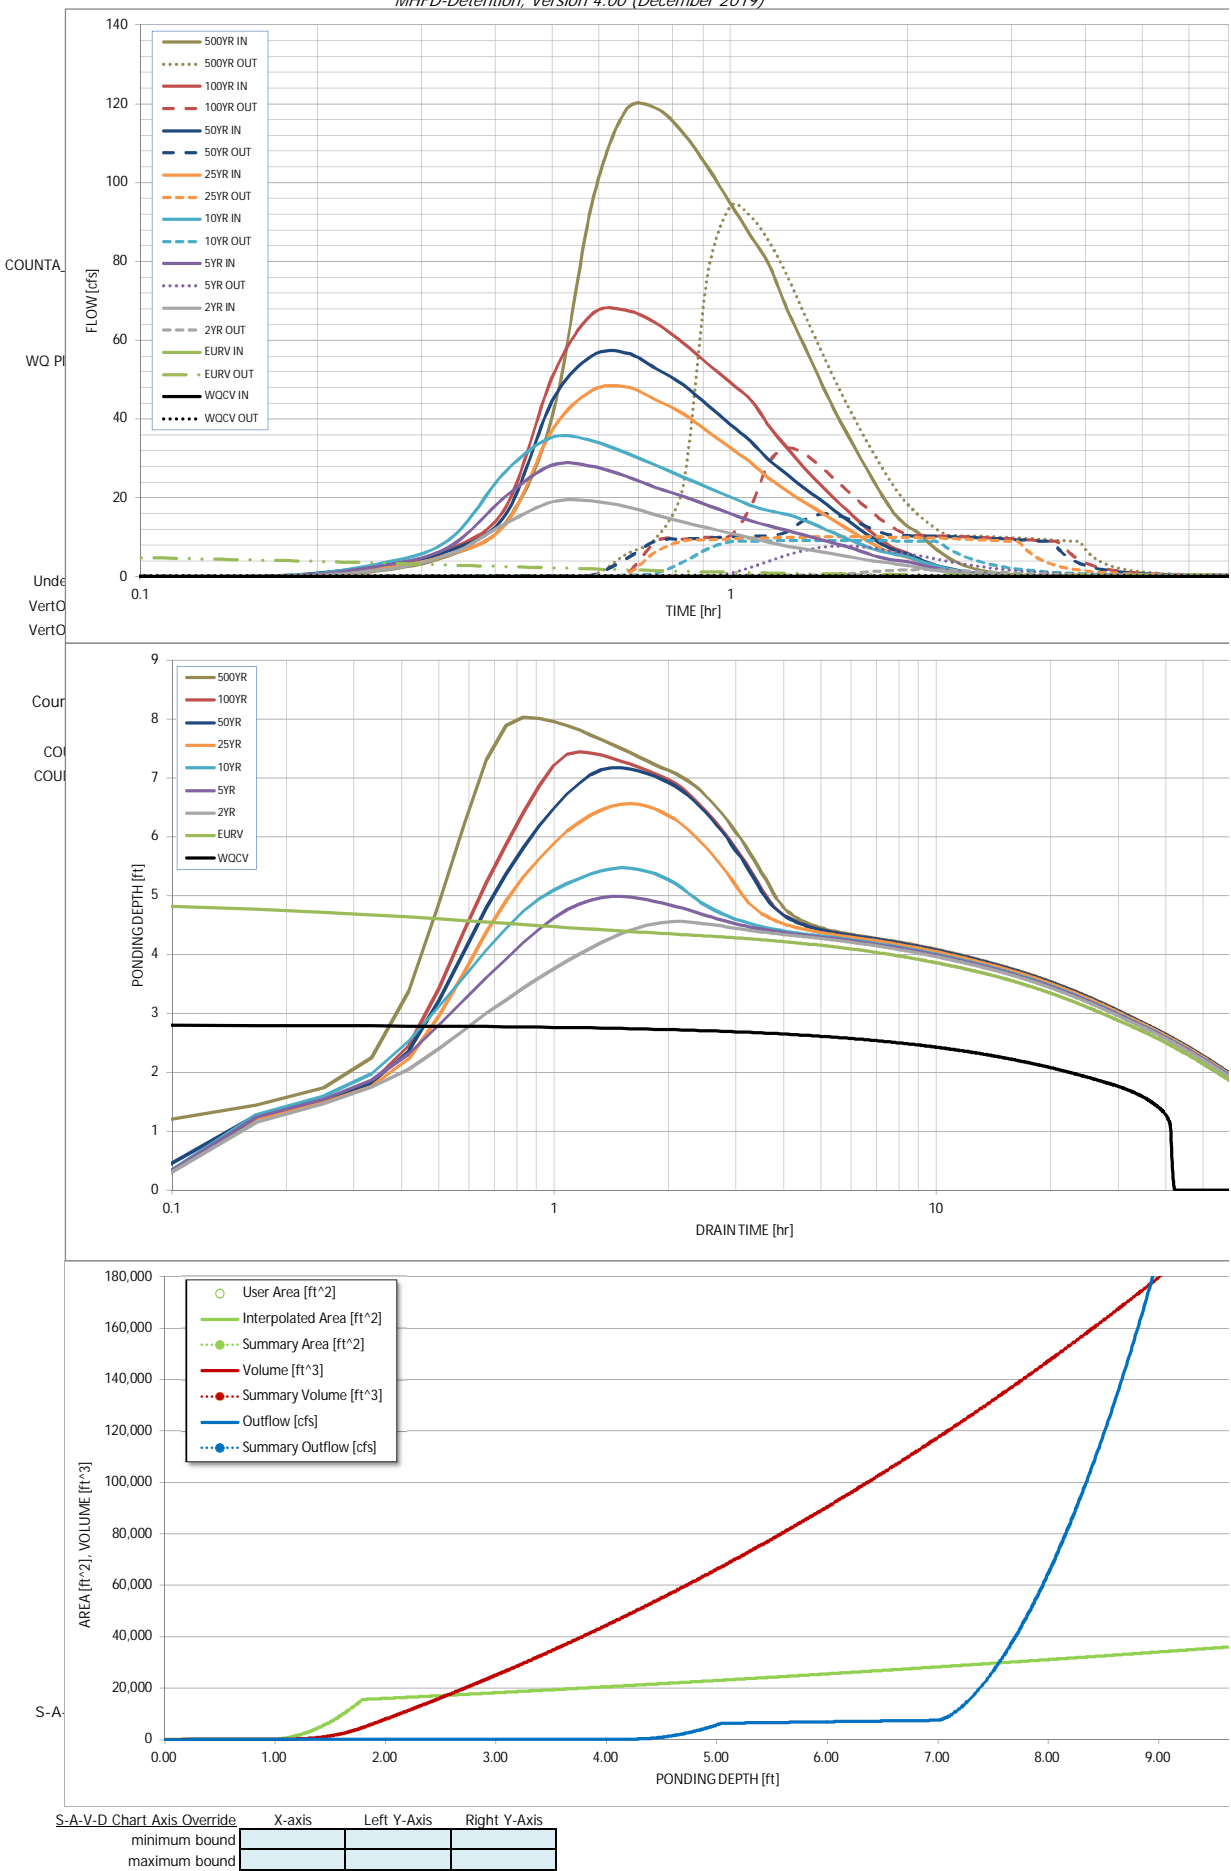 MHFD-Detention, Version 4.00 (December 2019)
140
120
100
80
60
40
20
0
FLOW [cfs]
500YR IN
500YR OUT
100YR IN
100YR OUT
50YR IN
50YR OUT
25YR IN
25YR OUT
10YR IN
10YR OUT
5YR IN
5YR OUT
2YR IN
2YR OUT
EURV IN
EURV OUT
WQCV IN
WQCV OUT
0.1
1
TIME [hr]
COUNTA_
WQ Pl
Unde
VertO
VertO
9
8
7
6
5
4
3
2
1
0
PONDING DEPTH [ft]
500YR
100YR
50YR
25YR
10YR
5YR
2YR
EURV
WQCV
0.1
1
10
DRAIN TIME [hr]
Cour
COU
COUI
180,000
160,000
140,000
120,000
100,000
80,000
60,000
40,000
20,000
0
AREA [ft^2], VOLUME [ft^3]
User Area [ft^2]
Interpolated Area [ft^2]
Summary Area [ft^2]
Volume [ft^3]
Summary Volume [ft^3]
Outflow [cfs]
Summary Outflow [cfs]
0.00
1.00
2.00
3.00
4.00
5.00
6.00
7.00
8.00
9.00
PONDING DEPTH [ft]
S-A-
S-A-V-D Chart Axis Override X-axis Left Y-Axis Right Y-Axis
minimum bound
maximum bound